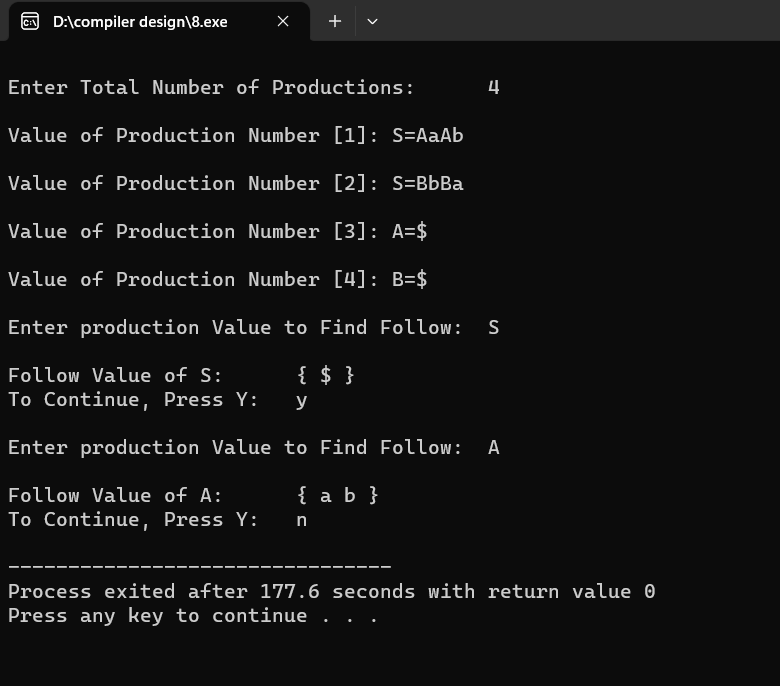 D:\compiler design\8.exe
Enter Total Number of Productions:      4
Value of Production Number [1]: S=AaAb
Value of Production Number [2]: S=BbBa
Value of Production Number [3]: A=$
Value of Production Number [4]: B=$
Enter production Value to Find Follow:  S
Follow Value of S:      { $ }
To Continue, Press Y:   y
Enter production Value to Find Follow:  A
Follow Value of A:      { a b }
To Continue, Press Y:   n
--------------------------------
Process exited after 177.6 seconds with return value 0
Press any key to continue . . .